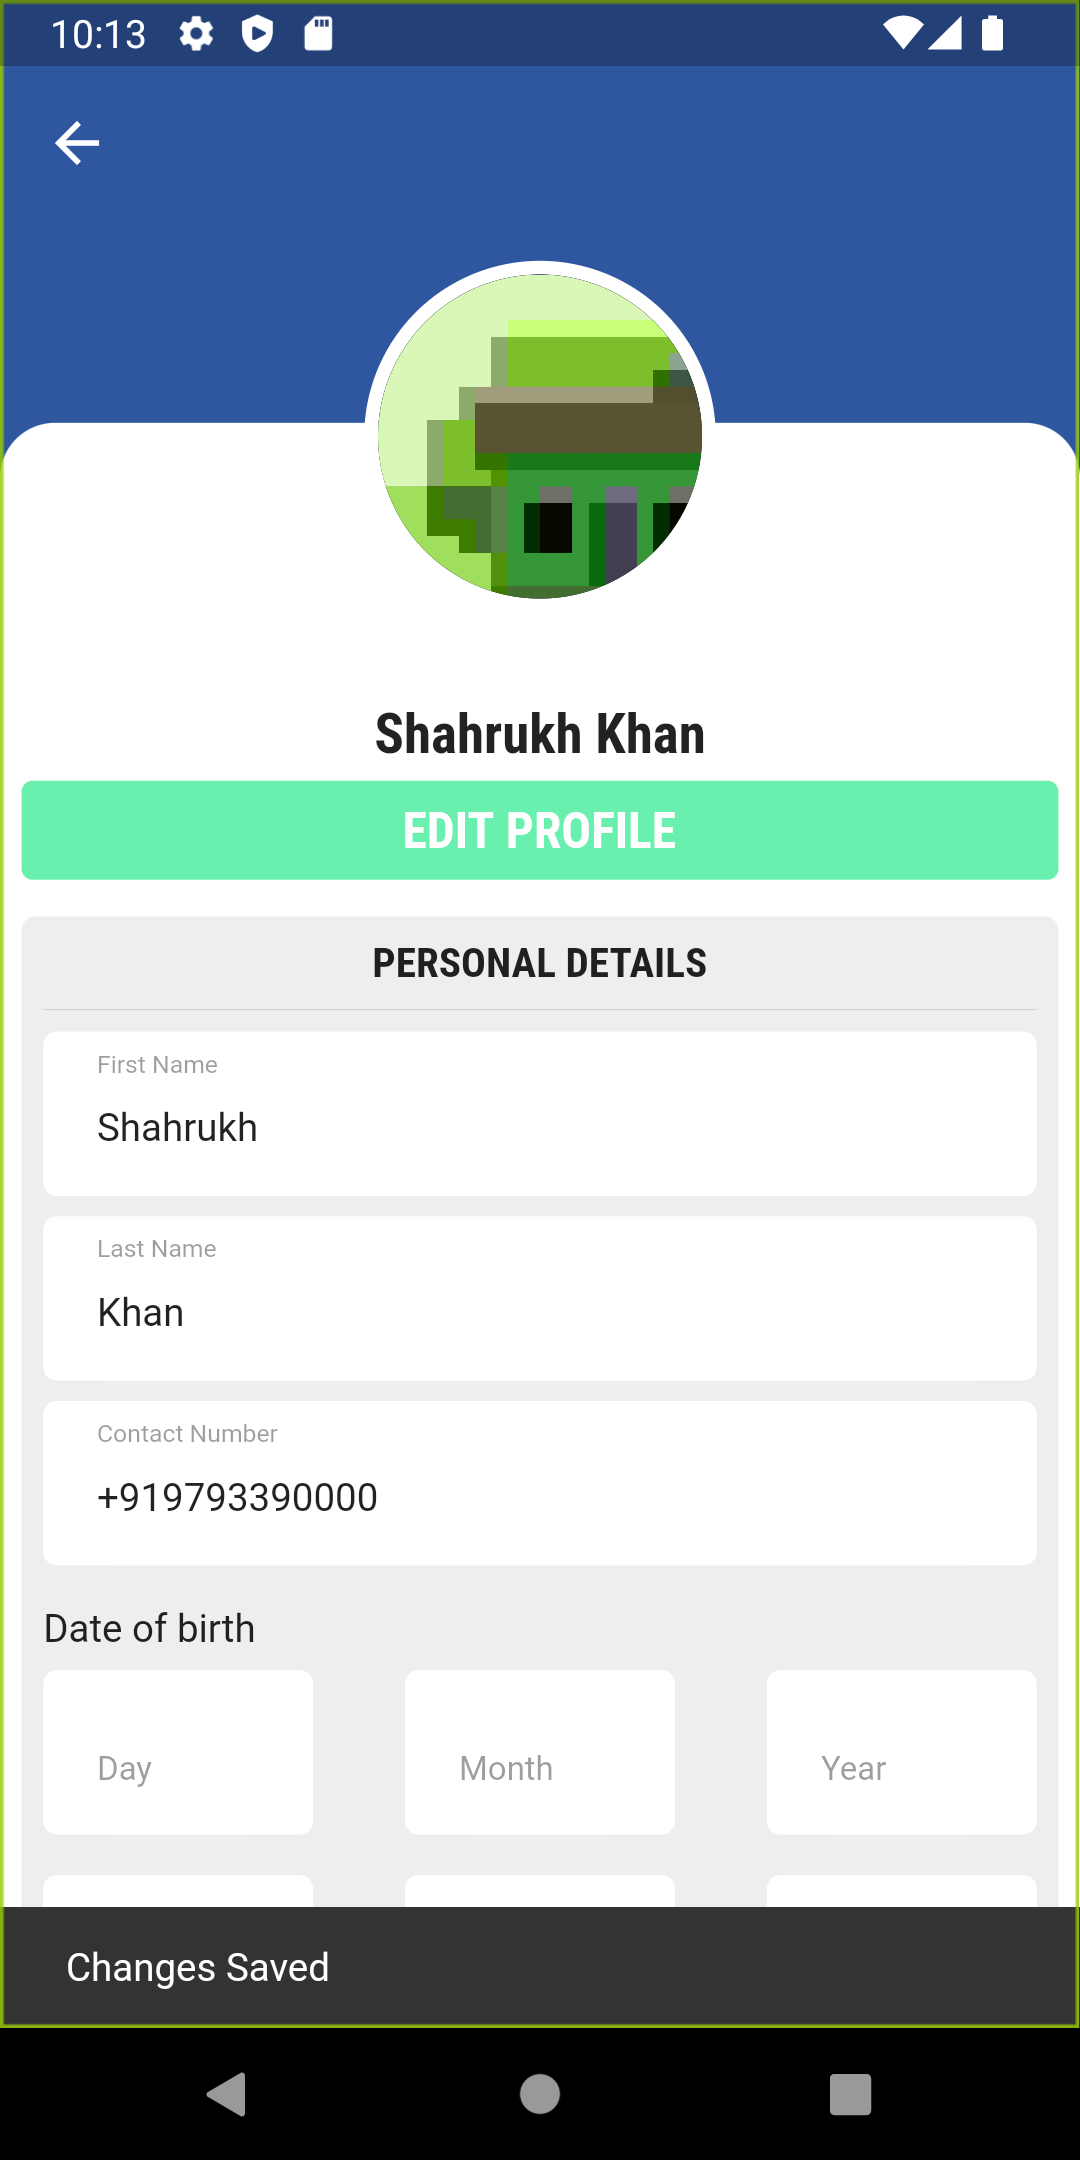 10:13
Shahrukh Khan
EDIT PROFILE
PERSONAL DETAILS
First Name
Shahrukh
Last Name
Khan
Contact Number
+919793390000
Date of birth
Day Month Year
Changes Saved